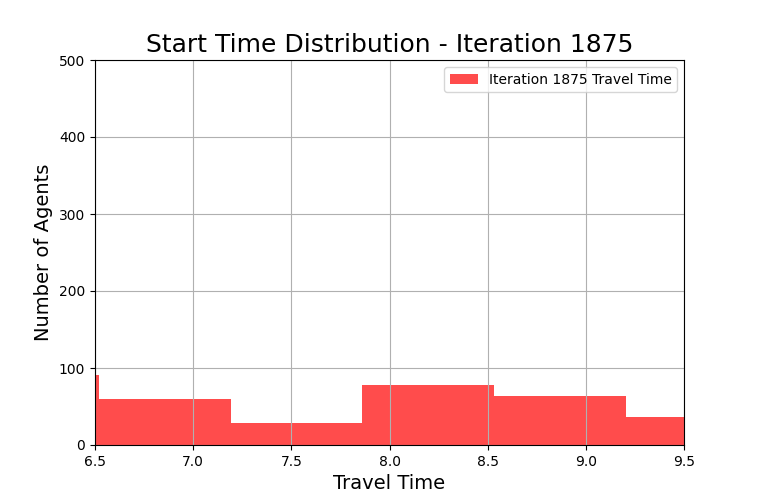 Start Time Distribution - Iteration 1875
500
400
300
200
100
0
Number of Agents
Iteration 1875 Travel Time
6.5 7.0 7.5 8.0 8.5 9.0 9.5
Travel Time